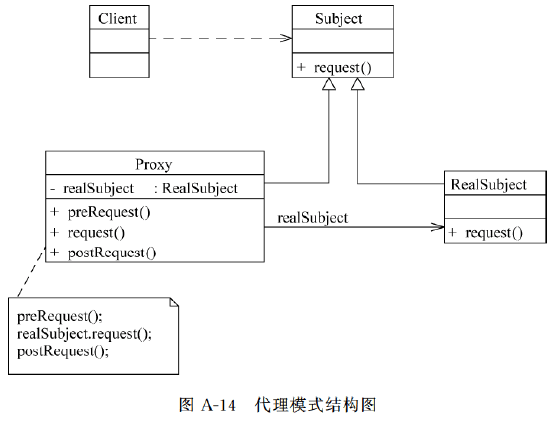 Client
Subject
+ request()
Proxy
- realSubject : RealSubject
+ preRequest()
+ request()
+ postRequest()
realSubject
RealSubject
+ request()
preRequest();
realSubject.request();
postRequest();
图 A-14 代理模式结构图